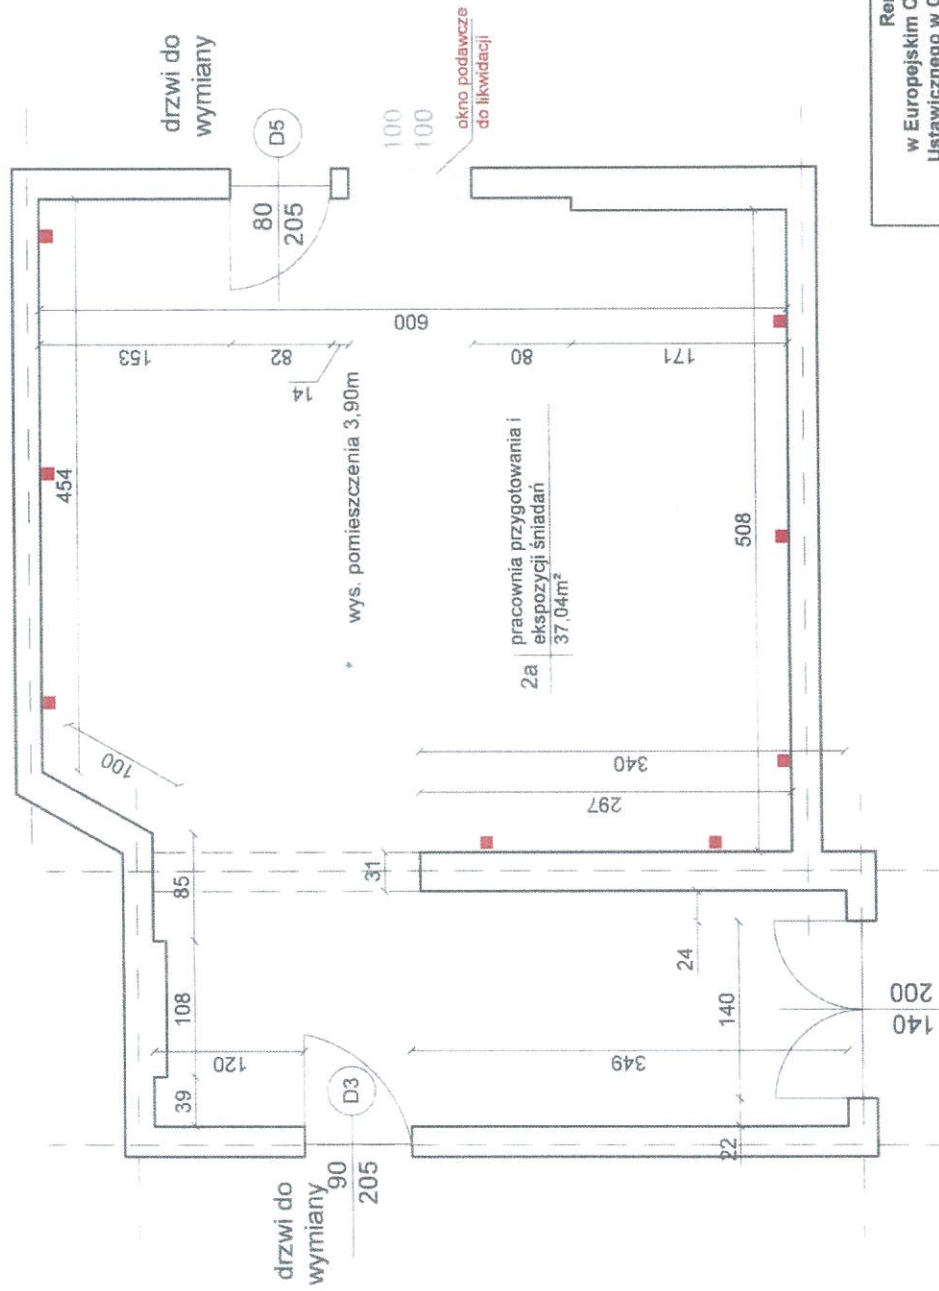 drzwi do
wymiany
D5
80
205
100
100
okno podawcze
do likwidacji
153
82
14
600
80
171
454
100
wys. pomieszczenia 3,90m
*
2a
pracownia przygotowania i
ekspozycji śniadań
37,04m²
508
340
297
31
85
108
39
120
24
140
349
22
D3
90
205
drzwi do
wymiany
140
200
w Europejskim
Ustawicznego w